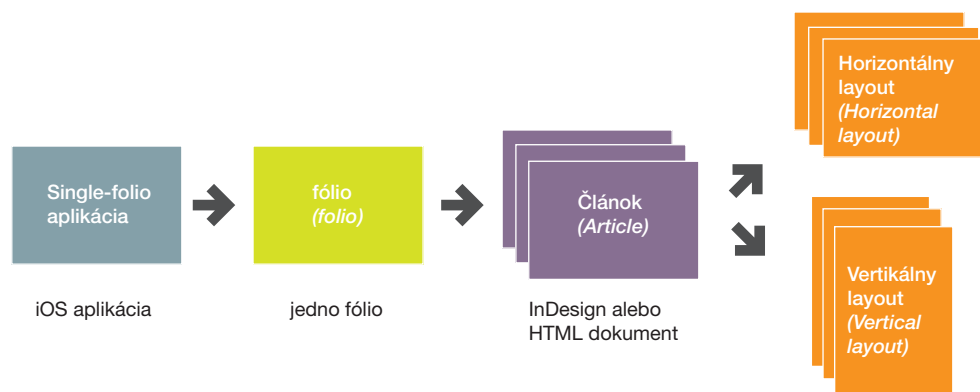 Single-folio
aplikácia
iOS aplikácia
fólio
(folio)
jedno fólio
Článok
(Article)
InDesign alebo
HTML dokument
Horizontálny
layout
(Horizontal
layout)
Vertikálny
layout
(Vertical
layout)